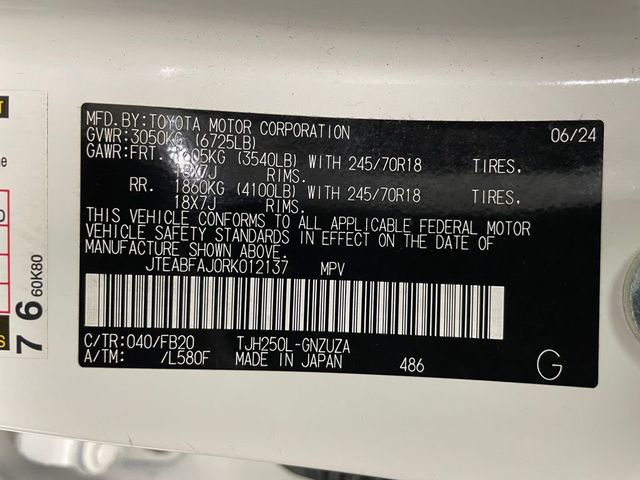 MFD.BY:TOYOTA MOTOR CORPORATION 06/24
GVWR:3050KG (6725LB)
GAWR:FRT. 1605KG (3540LB) WITH 245/70R18 TIRES,
18X7J RIMS.
RR. 1860KG (4100LB) WITH 245/70R18 TIRES,
18X7J RIMS.
THIS VEHICLE CONFORMS TO ALL APPLICABLE FEDERAL MOTOR
VEHICLE SAFETY STANDARDS IN EFFECT ON THE DATE OF
MANUFACTURE SHOWN ABOVE.
JTEABFAJ0RK012137 MPV
C/TR:040/FB20 TJH250L-GNZUZA
A/TM: /L580F MADE IN JAPAN 486 G
76 60K80